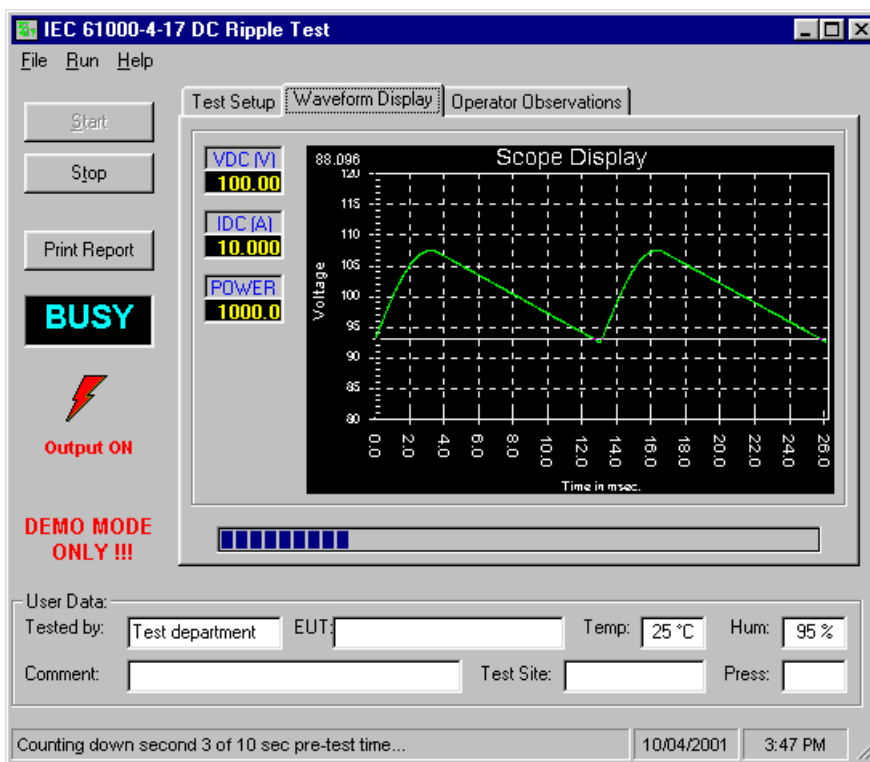 IEC 61000-4-17 DC Ripple Test
File Run Help
Start
Stop
Print Report
BUSY
Output ON
DEMO MODE
ONLY !!!
Test Setup Waveform Display Operator Observations
VDC (V)
100.00
IDC (A)
10.000
POWER
1000.0
88.096
Scope Display
Voltage
120
115
110
105
100
95
90
85
80
0.0 2.0 4.0 6.0 8.0 10.0 12.0 14.0 16.0 18.0 20.0 22.0 24.0 26.0
Time in msec.
User Data:
Tested by: Test department EUT: Temp: 25 °C Hum: 95 %
Comment: Test Site: Press:
Counting down second 3 of 10 sec pre-test time... 10/04/2001 3:47 PM